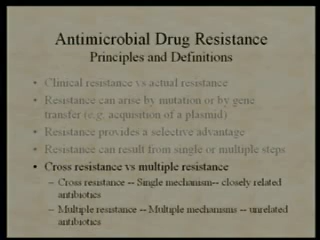 Antimicrobial Drug Resistance
Principles and Definitions
• Clinical resistance vs actual resistance
• Resistance can arise by mutation or by gene
transfer (e.g. acquisition of a plasmid)
• Resistance provides a selective advantage
• Resistance can result from single or multiple steps
• Cross resistance vs multiple resistance
– Cross resistance -- Single mechanism-- closely related
antibiotics
– Multiple resistance -- Multiple mechanisms -- unrelated
antibiotics